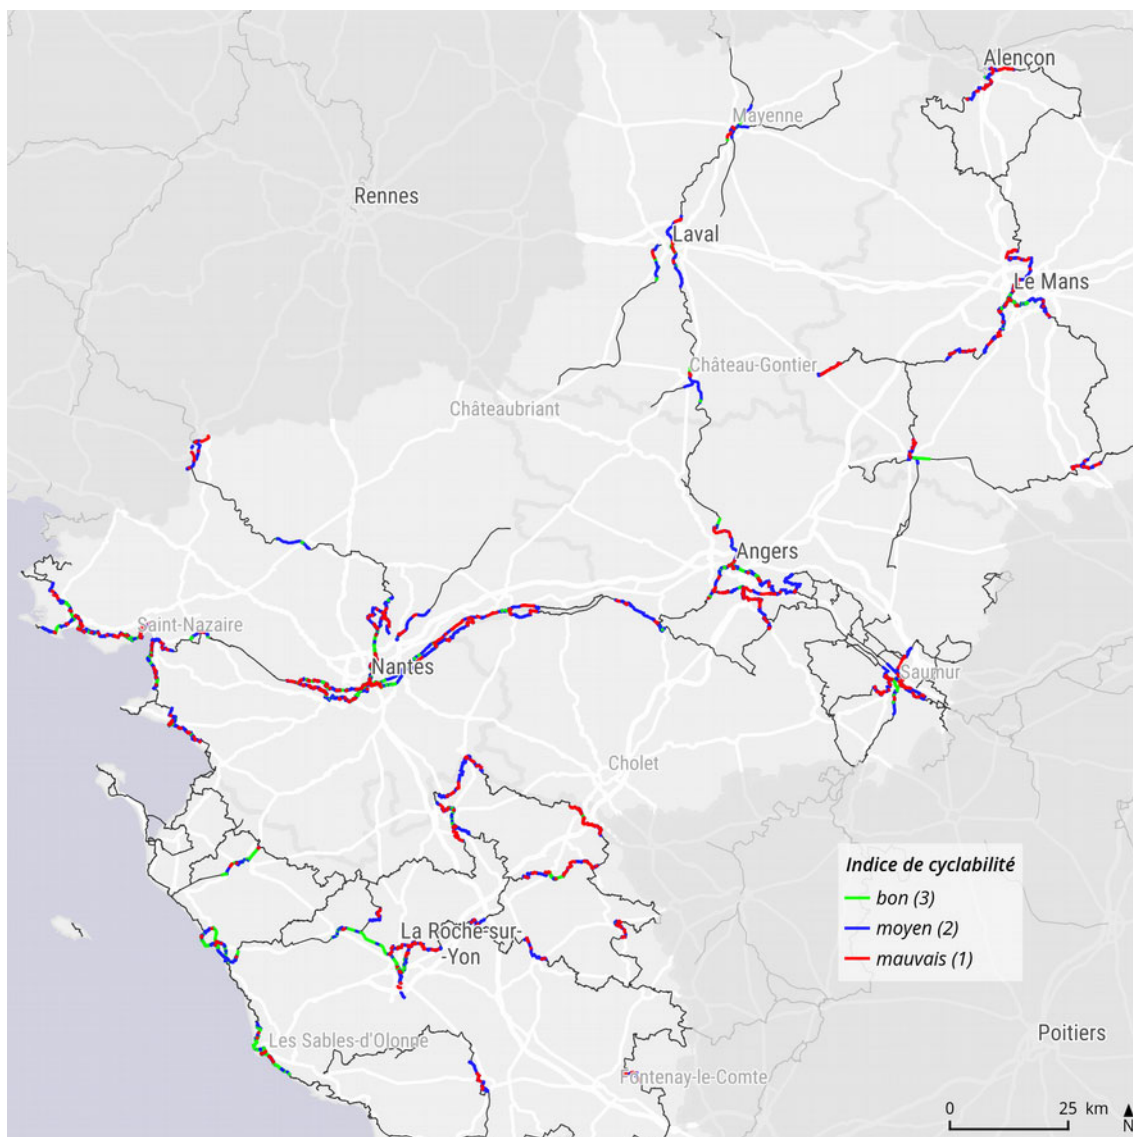 Alençon
Mayenne
Rennes
Laval
Le Mans
Château-Gontier
Châteaubriant
Angers
Saint-Nazaire
Nantes
Saumur
Cholet
Indice de cyclabilité
bon (3)
moyen (2)
mauvais (1)
La Roche-sur-
-Yon
Les Sables-d'Olonne
Poitiers
Fontenay-le-Comte
0 25 km
N